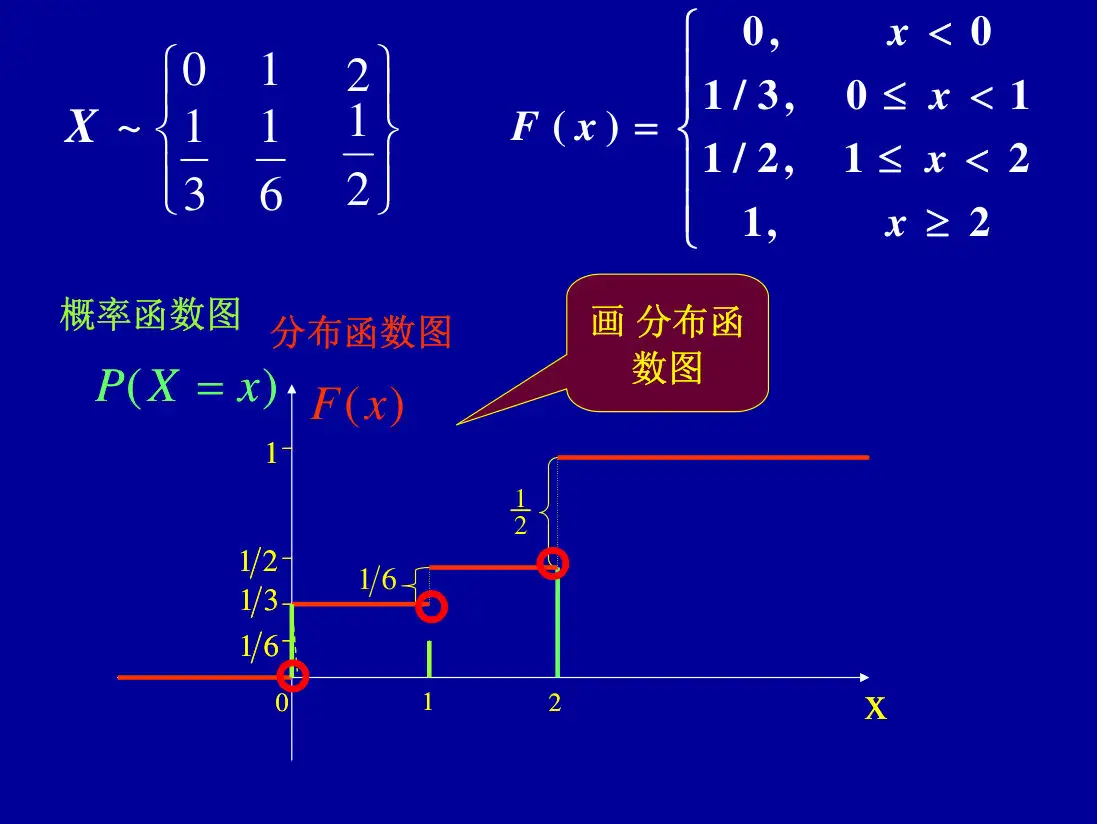 X ~ { 0 1 2
1/3 1/6 1/2 }
F ( x ) = { 0, x < 0
1 / 3, 0 ≤ x < 1
1 / 2, 1 ≤ x < 2
1, x ≥ 2
概率函数图
分布函数图
画 分布函
数图
P(X = x)
F(x)
1
1/2
1/2
1/6
1/3
1/6
0 1 2 X